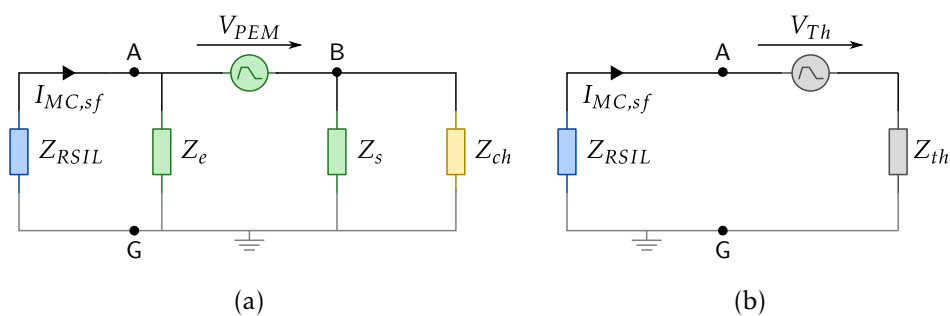 V_PEM
V_Th
A
B
A
I_MC,sf
I_MC,sf
Z_RSIL
Z_e
Z_s
Z_ch
Z_RSIL
Z_th
G
G
(a)
(b)